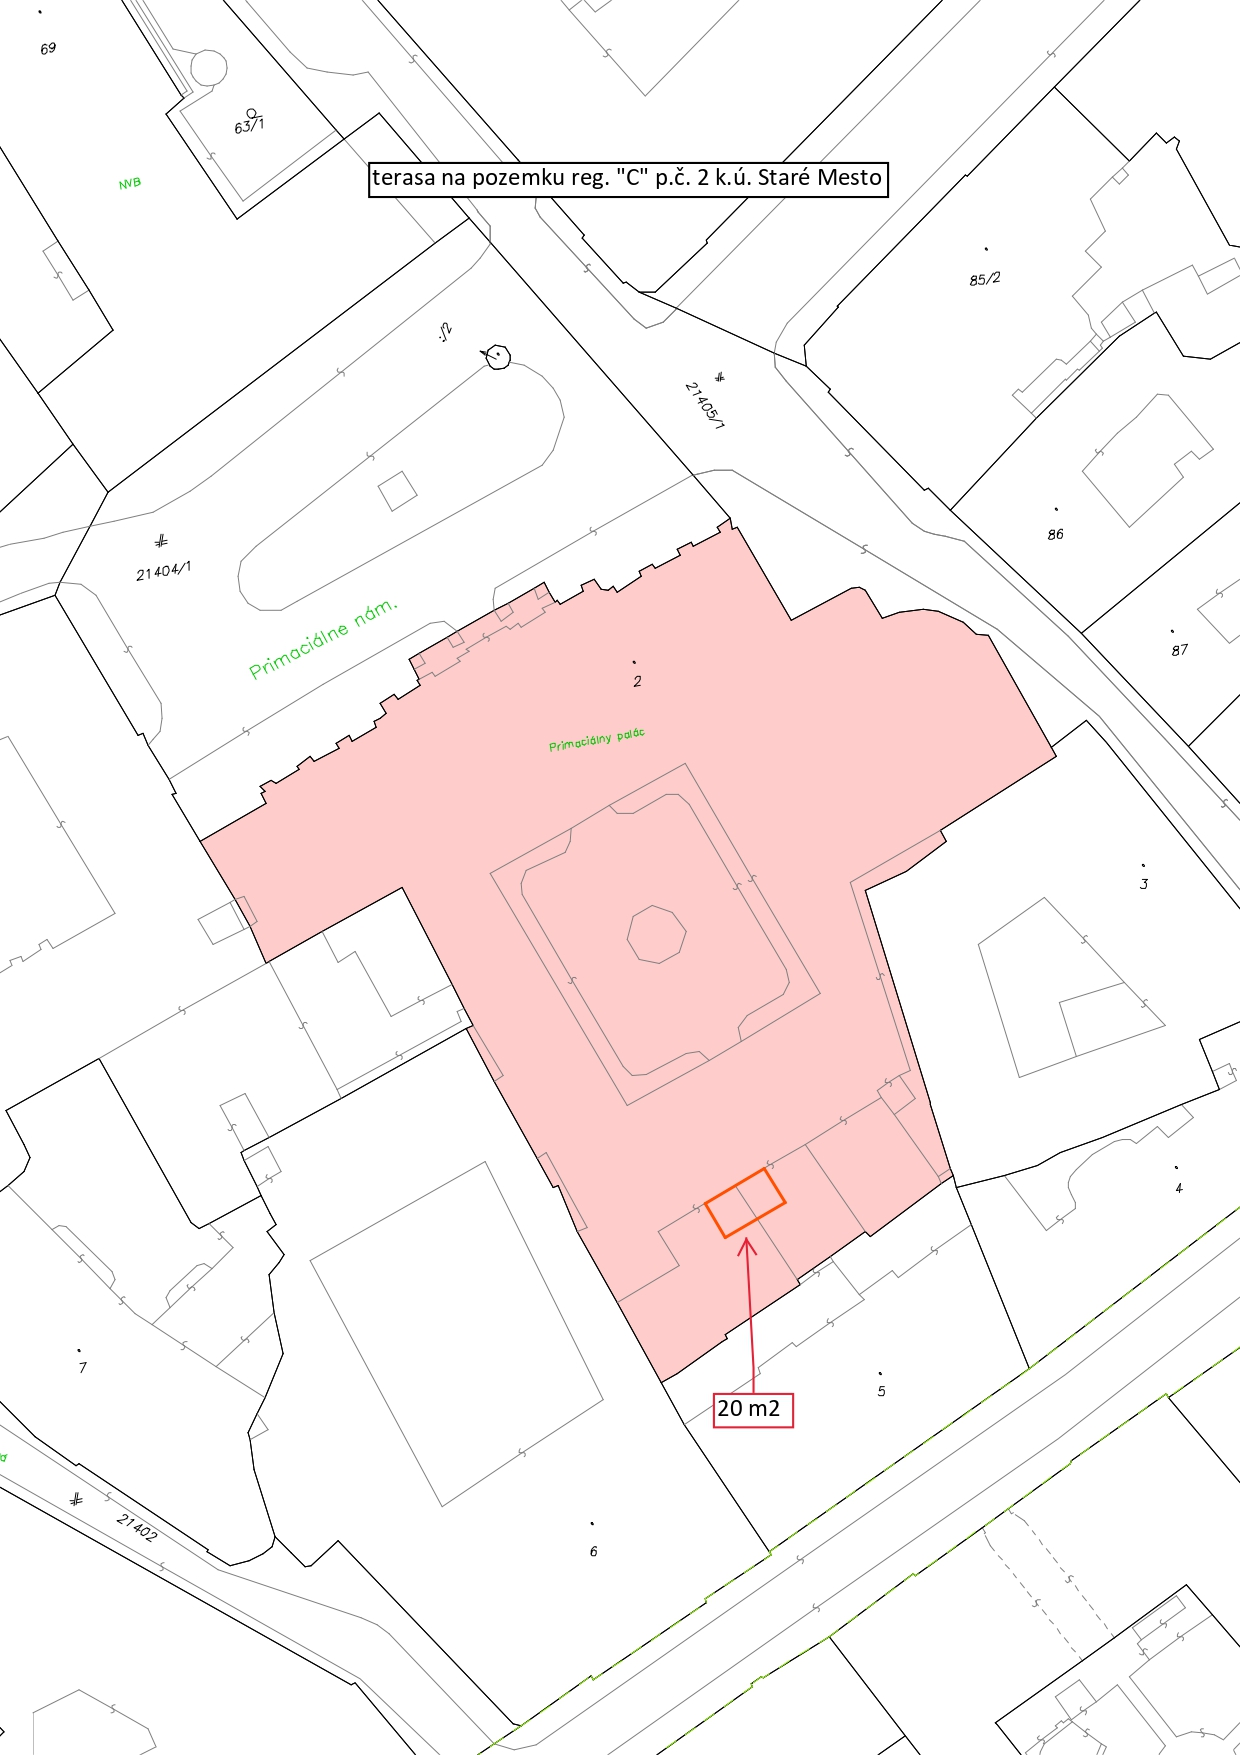 69
63/1
NVB
terasa na pozemku reg. "C" p.č. 2 k.ú. Staré Mesto
85/2
21405/1
86
21404/1
Primaciálne nám.
87
2
Primaciálny palác
3
4
7
5
20 m2
21402
6